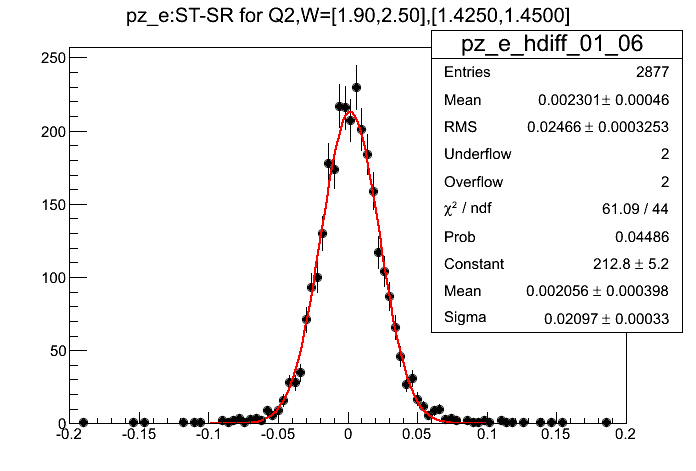 pz_e:ST-SR for Q2,W=[1.90,2.50],[1.4250,1.4500]
pz_e_hdiff_01_06
Entries 2877
Mean 0.002301 ± 0.00046
RMS 0.02466 ± 0.0003253
Underflow 2
Overflow 2
χ² / ndf 61.09 / 44
Prob 0.04486
Constant 212.8 ± 5.2
Mean 0.002056 ± 0.000398
Sigma 0.02097 ± 0.00033
250
200
150
100
50
0
-0.2 -0.15 -0.1 -0.05 0 0.05 0.1 0.15 0.2